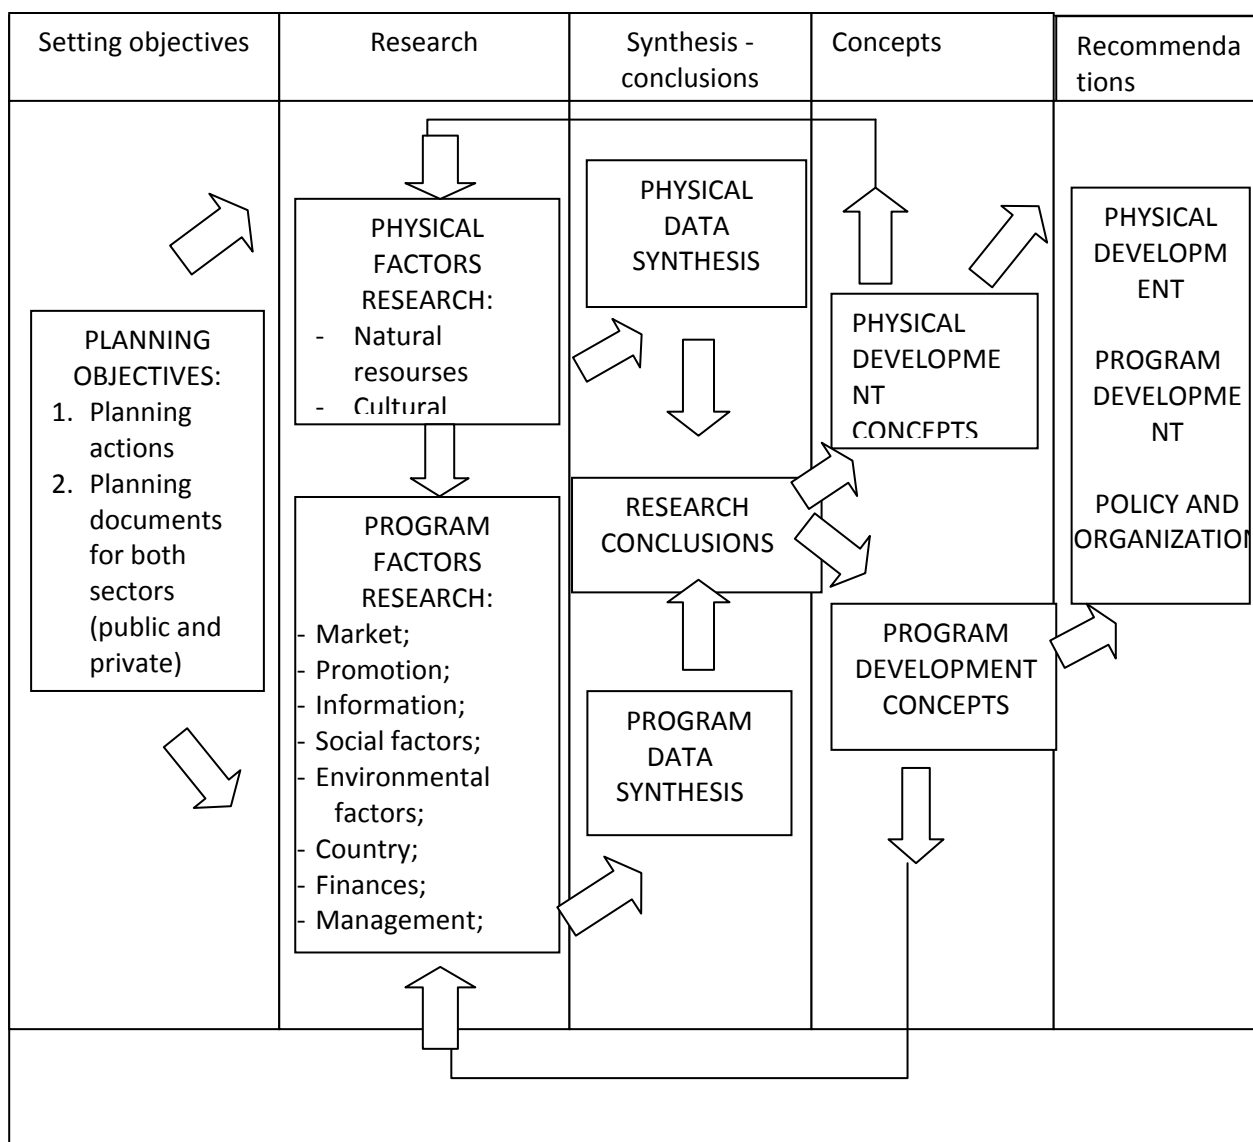 Setting objectives
Research
Synthesis -
conclusions
Concepts
Recommenda
tions
PLANNING
OBJECTIVES:
1. Planning
actions
2. Planning
documents
for both
sectors
(public and
private)
PHYSICAL
FACTORS
RESEARCH:
- Natural
resourses
- Cultural
PROGRAM
FACTORS
RESEARCH:
- Market;
- Promotion;
- Information;
- Social factors;
- Environmental
factors;
- Country;
- Finances;
- Management;
PHYSICAL
DATA
SYNTHESIS
RESEARCH
CONCLUSIONS
PROGRAM
DATA
SYNTHESIS
PHYSICAL
DEVELOPME
NT
CONCEPTS
PROGRAM
DEVELOPMENT
CONCEPTS
PHYSICAL
DEVELOPM
ENT
PROGRAM
DEVELOPME
NT
POLICY AND
ORGANIZATION